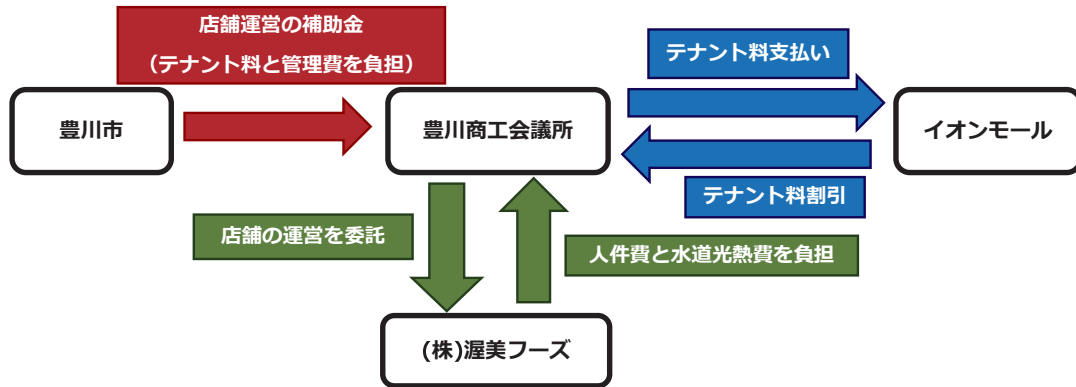 店舗運営の補助金
（テナント料と管理費を負担）
テナント料支払い
豊川市
豊川商工会議所
イオンモール
テナント料割引
店舗の運営を委託
人件費と水道光熱費を負担
(株)渥美フーズ